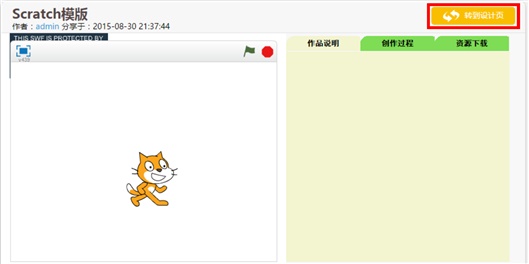 Scratch模版
转到设计页
作者：admin 分享于：2015-08-30 21:37:44
THIS SWF IS PROTECTED BY
v439
作品说明
创作过程
资源下载